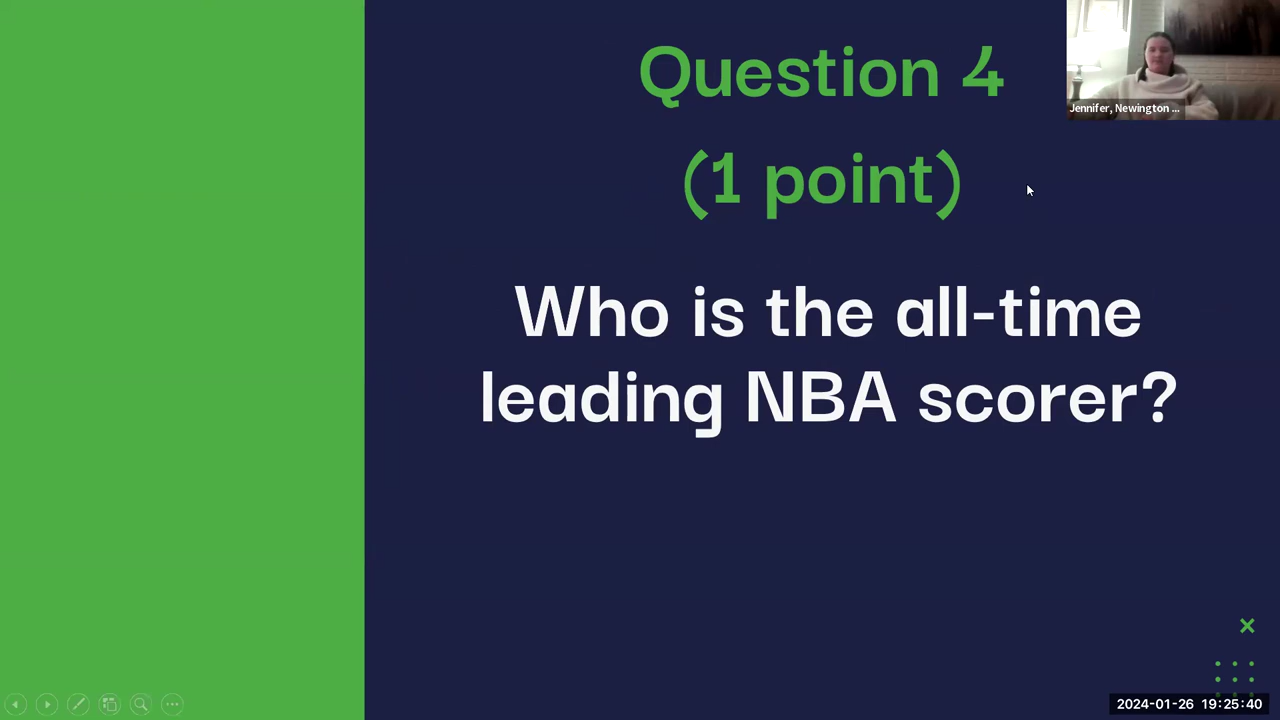 Question 4
(1 point)
Jennifer, Newington ...
Who is the all-time
leading NBA scorer?
2024-01-26 19:25:40